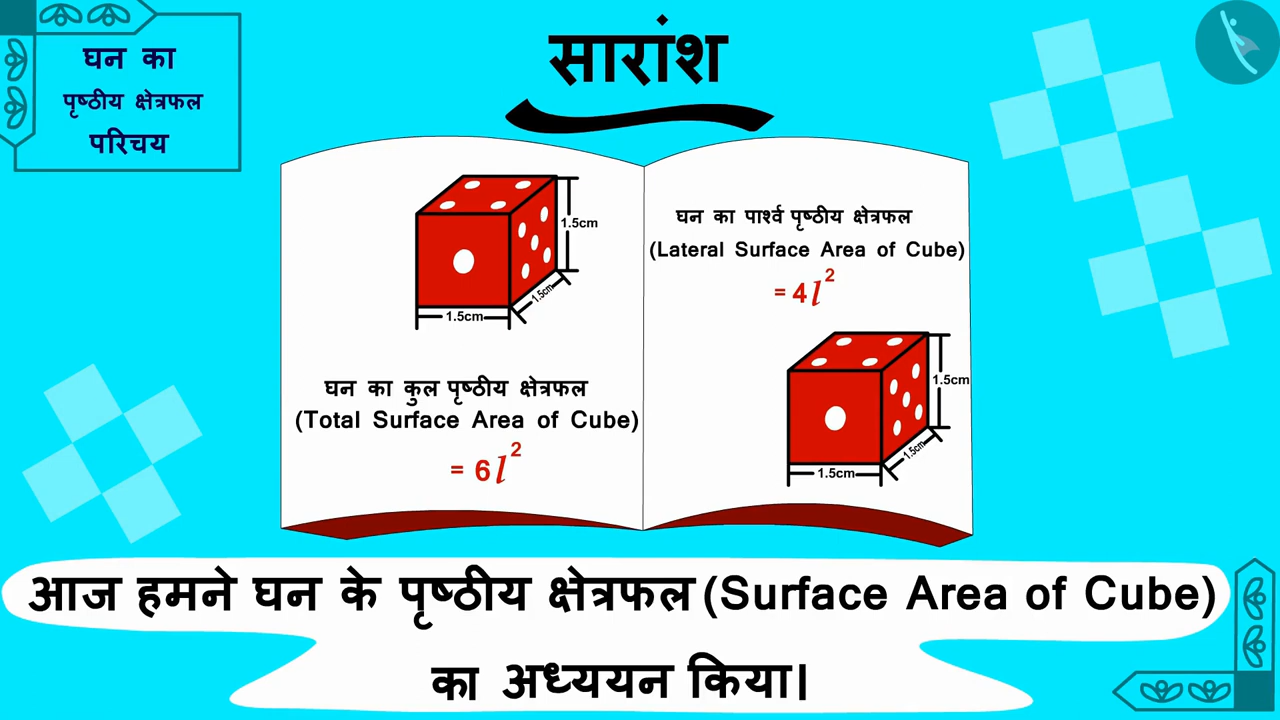 घन का
पृष्ठीय क्षेत्रफल
परिचय
सारांश
1.5cm
1.5cm
1.5cm
घन का कुल पृष्ठीय क्षेत्रफल
(Total Surface Area of Cube)
= 6l²
घन का पार्श्व पृष्ठीय क्षेत्रफल
(Lateral Surface Area of Cube)
= 4l²
1.5cm
1.5cm
1.5cm
आज हमने घन के पृष्ठीय क्षेत्रफल (Surface Area of Cube)
का अध्ययन किया।